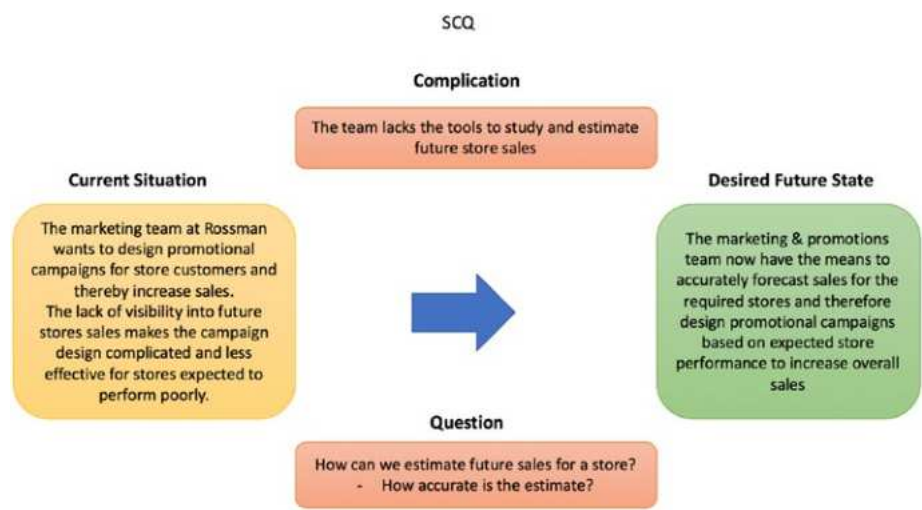 SCQ
Complication
The team lacks the tools to study and estimate
future store sales
Current Situation
The marketing team at Rossman
wants to design promotional
campaigns for store customers and
thereby increase sales.
The lack of visibility into future
stores sales makes the campaign
design complicated and less
effective for stores expected to
perform poorly.
Desired Future State
The marketing & promotions
team now have the means to
accurately forecast sales for the
required stores and therefore
design promotional campaigns
based on expected store
performance to increase overall
sales
Question
How can we estimate future sales for a store?
- How accurate is the estimate?